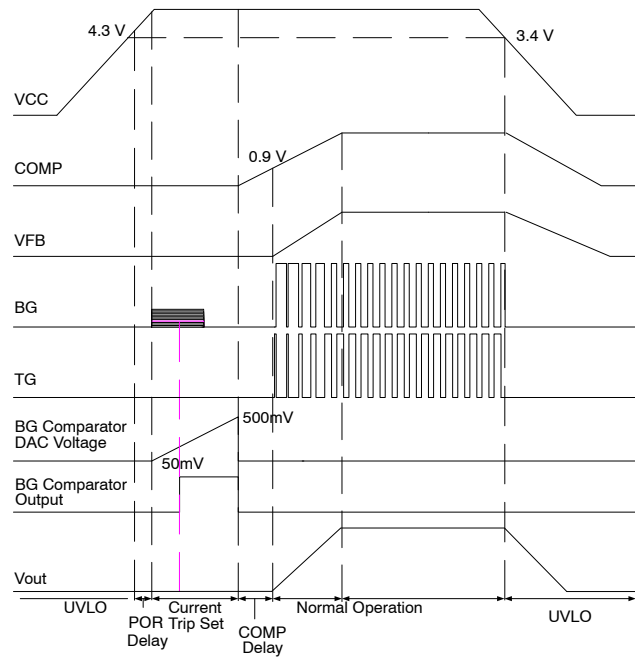 4.3 V
3.4 V
VCC
0.9 V
COMP
VFB
BG
TG
BG Comparator
DAC Voltage
500mV
50mV
BG Comparator
Output
Vout
UVLO
POR
Delay
Current
Trip Set
COMP
Delay
Normal Operation
UVLO